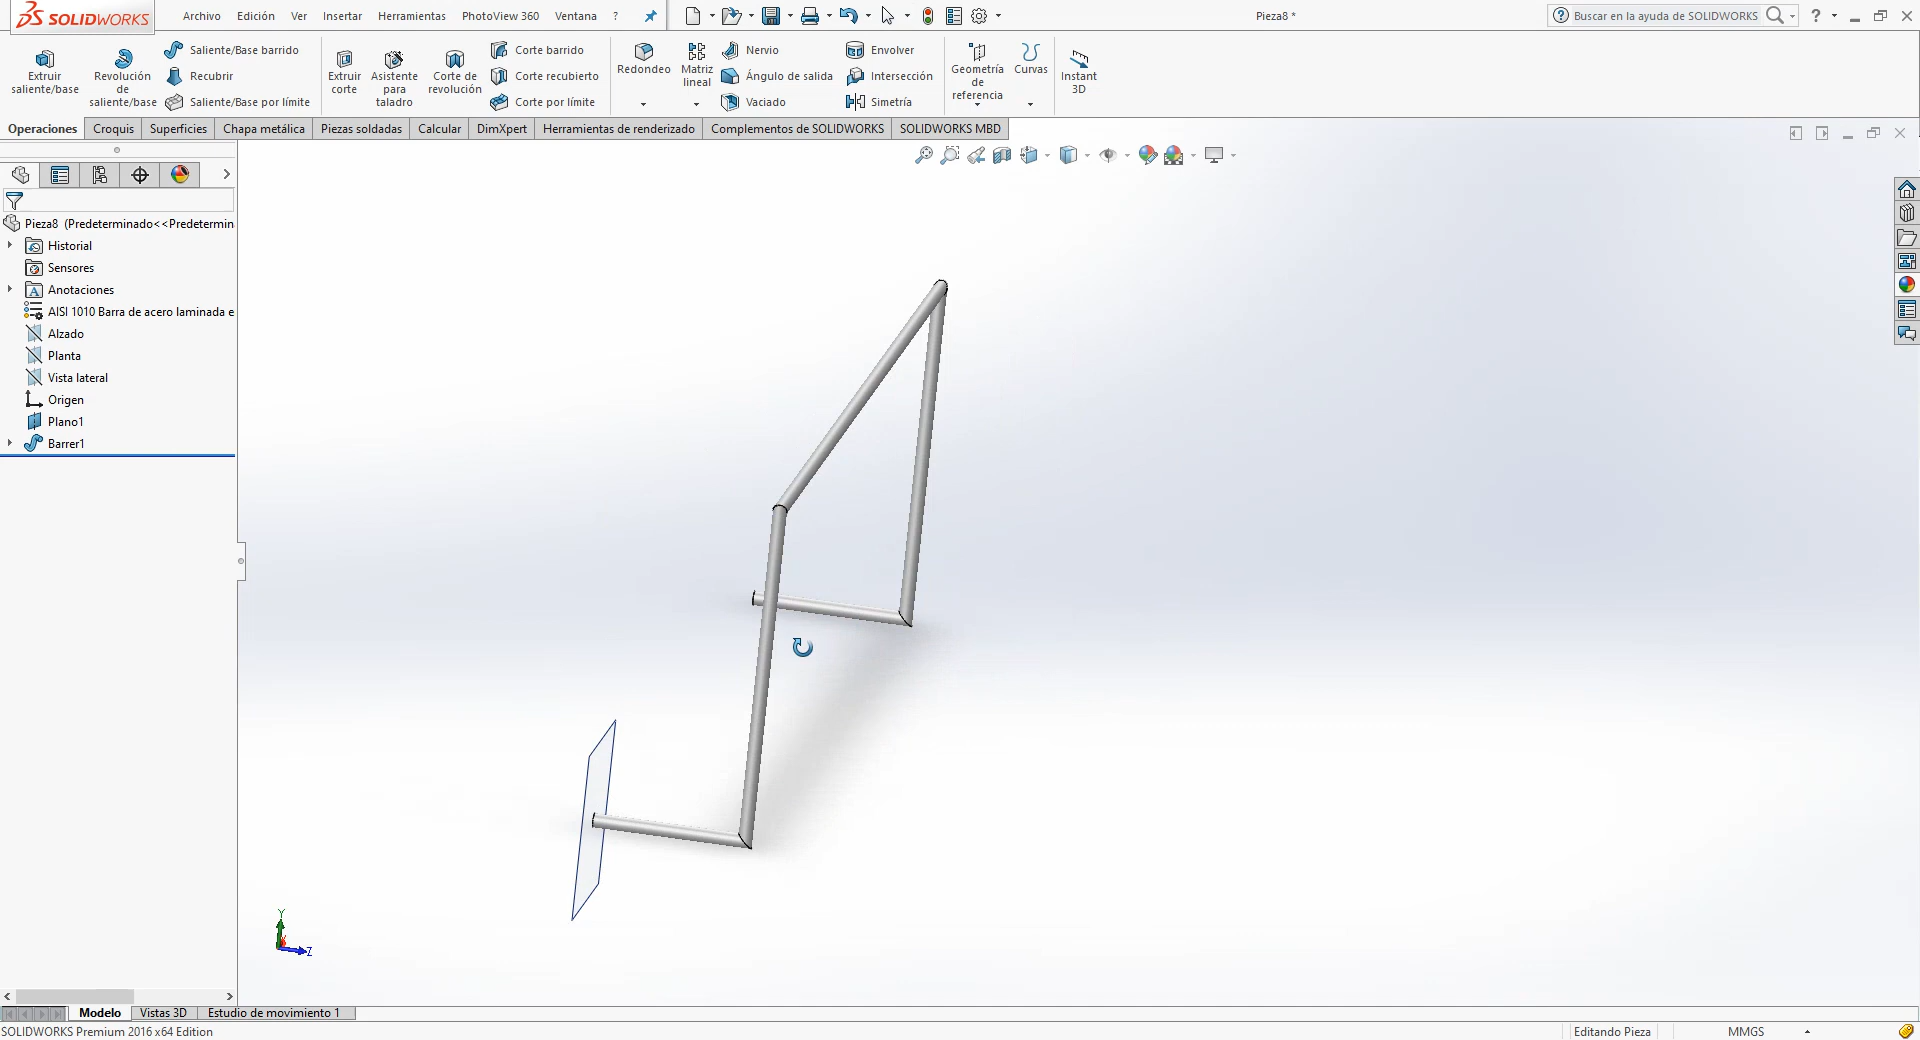 SOLIDWORKS
Archivo Edición Ver Insertar Herramientas PhotoView 360 Ventana ?
Pieza8 *
Buscar en la ayuda de SOLIDWORKS
?
Extruir saliente/base
Revolución de saliente/base
Saliente/Base barrido
Recubrir
Saliente/Base por límite
Extruir corte
Asistente para taladro
Corte de revolución
Corte barrido
Corte recubierto
Corte por límite
Redondeo
Matriz lineal
Nervio
Ángulo de salida
Vaciado
Envolver
Intersección
Simetría
Geometría de referencia
Curvas
Instant 3D
Operaciones Croquis Superficies Chapa metálica Piezas soldadas Calcular DimXpert Herramientas de renderizado Complementos de SOLIDWORKS SOLIDWORKS MBD
Pieza8 (Predeterminado<<Predetermin
Historial
Sensores
Anotaciones
AISI 1010 Barra de acero laminada e
Alzado
Planta
Vista lateral
Origen
Plano1
Barrer1
Y
Z
Modelo Vistas 3D Estudio de movimiento 1
SOLIDWORKS Premium 2016 x64 Edition
Editando Pieza
MMGS